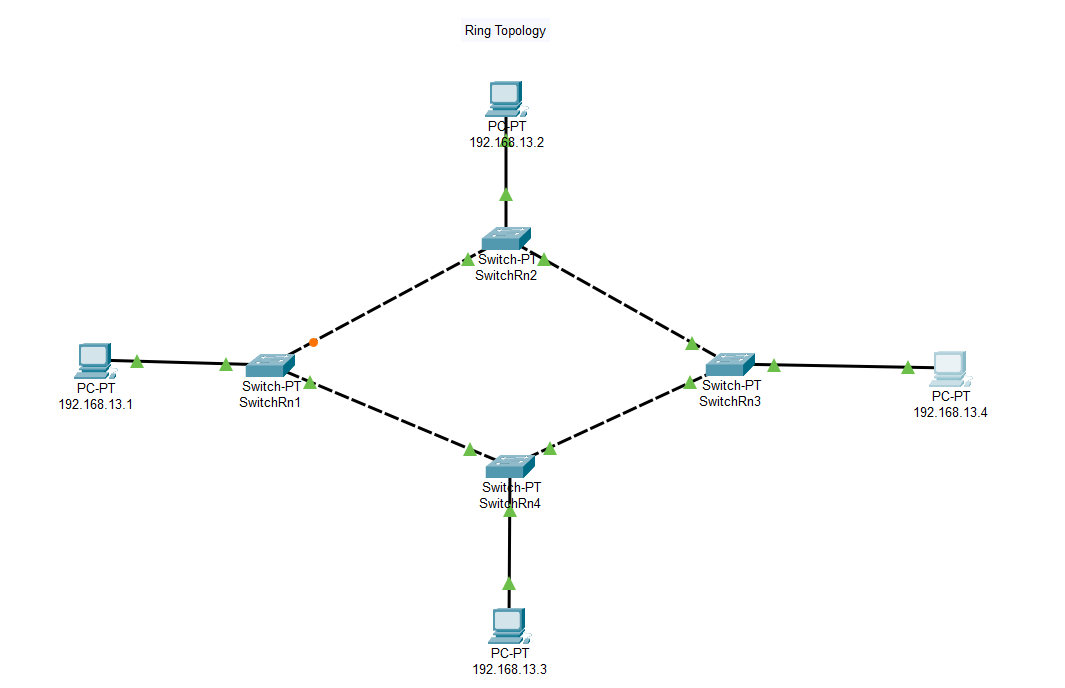 Ring Topology
PC-PT
192.168.13.2
Switch-PT
SwitchRn2
PC-PT
192.168.13.1
Switch-PT
SwitchRn1
Switch-PT
SwitchRn3
PC-PT
192.168.13.4
Switch-PT
SwitchRn4
PC-PT
192.168.13.3